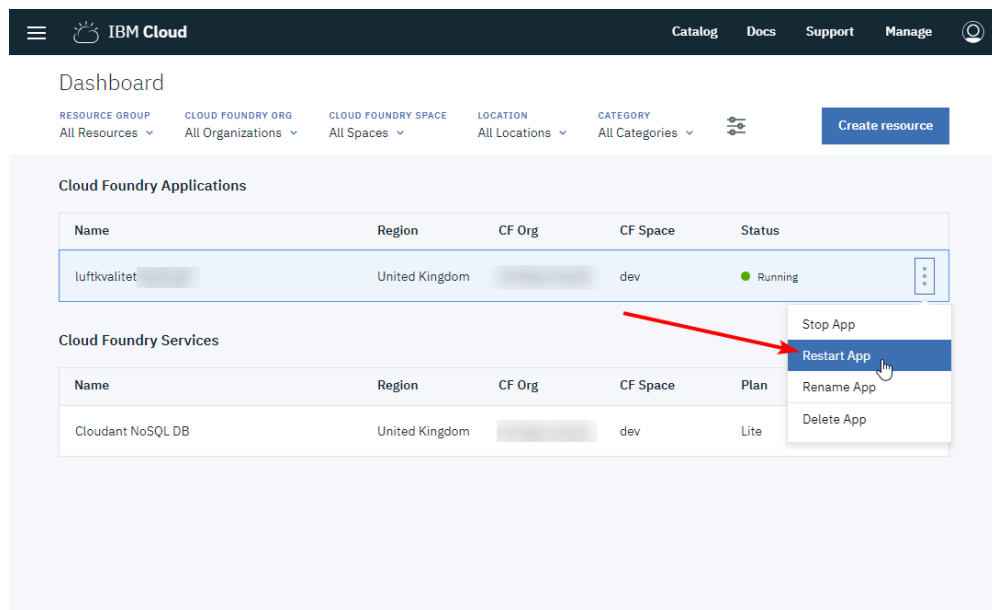 IBM Cloud Catalog Docs Support Manage
Dashboard
RESOURCE GROUP CLOUD FOUNDRY ORG CLOUD FOUNDRY SPACE LOCATION CATEGORY
All Resources All Organizations All Spaces All Locations All Categories Create resource
Cloud Foundry Applications
Name Region CF Org CF Space Status
luftkvalitet United Kingdom dev Running
Stop App
Cloud Foundry Services
Restart App
Name Region CF Org CF Space Plan
Rename App
Delete App
Cloudant NoSQL DB United Kingdom dev Lite